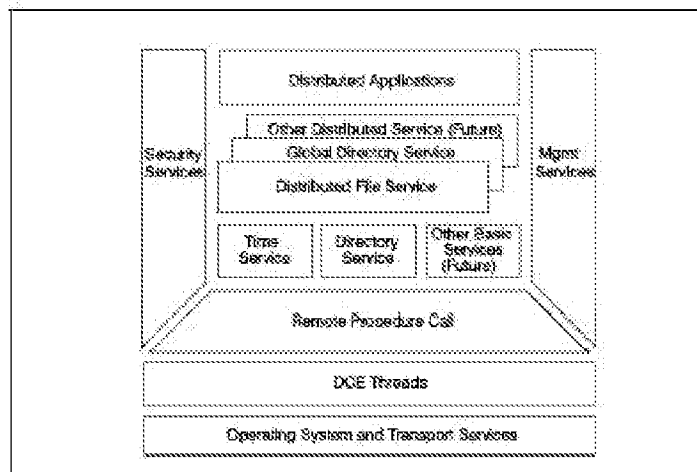 Distributed Applications
Other Distributed Service (Future)
Global Directory Service
Distributed File Service
Security
Services
Mgmt
Services
Time
Service
Directory
Service
Other Basic
Services
(Future)
Remote Procedure Call
DCE Threads
Operating System and Transport Services